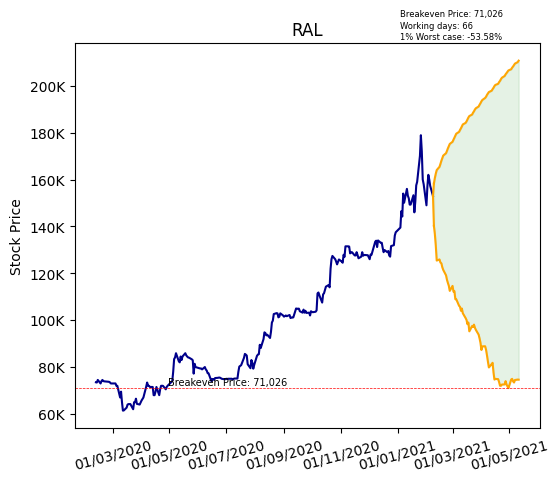 Breakeven Price: 71,026
Working days: 66
1% Worst case: -53.58%
RAL
Stock Price
200K
180K
160K
140K
120K
100K
80K
60K
Breakeven Price: 71,026
01/03/2020
01/05/2020
01/07/2020
01/09/2020
01/11/2020
01/01/2021
01/03/2021
01/05/2021